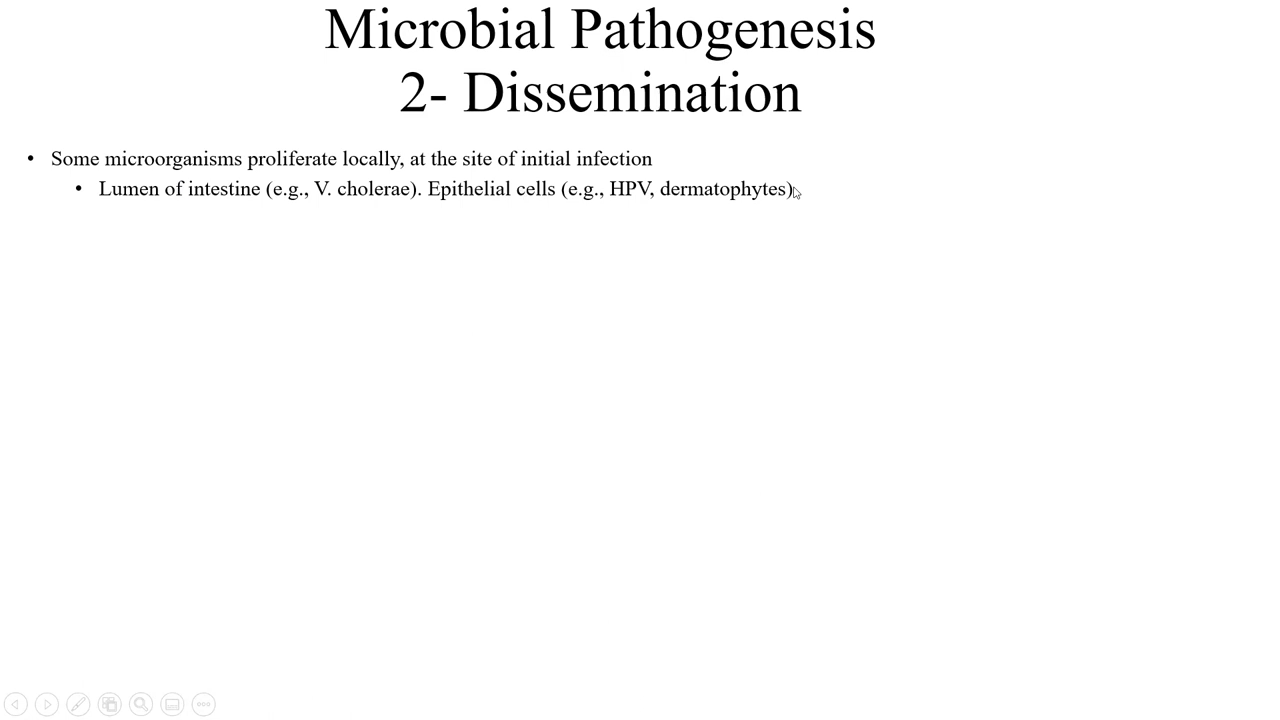 Microbial Pathogenesis
2- Dissemination
• Some microorganisms proliferate locally, at the site of initial infection
• Lumen of intestine (e.g., V. cholerae). Epithelial cells (e.g., HPV, dermatophytes)